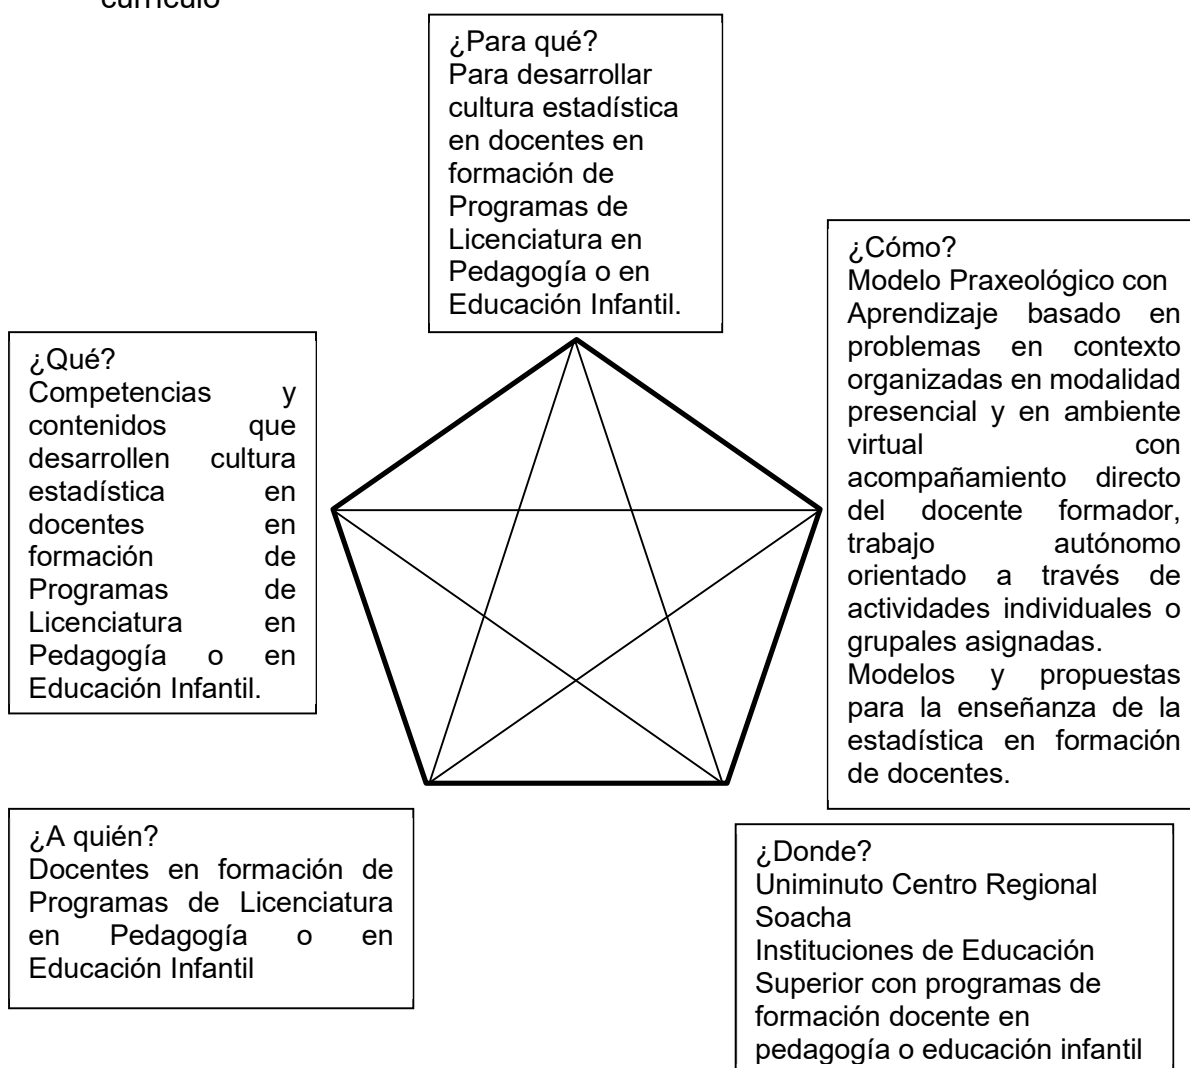 currículo
¿Para qué?
Para desarrollar
cultura estadística
en docentes en
formación de
Programas de
Licenciatura en
Pedagogía o en
Educación Infantil.
¿Cómo?
Modelo Praxeológico con
Aprendizaje basado en
problemas en contexto
organizadas en modalidad
presencial y en ambiente
virtual con
acompañamiento directo
del docente formador,
trabajo autónomo
orientado a través de
actividades individuales o
grupales asignadas.
Modelos y propuestas
para la enseñanza de la
estadística en formación
de docentes.
¿Qué?
Competencias y
contenidos que
desarrollen cultura
estadística en
docentes en
formación de
Programas de
Licenciatura en
Pedagogía o en
Educación Infantil.
¿A quién?
Docentes en formación de
Programas de Licenciatura
en Pedagogía o en
Educación Infantil
¿Donde?
Uniminuto Centro Regional
Soacha
Instituciones de Educación
Superior con programas de
formación docente en
pedagogía o educación infantil